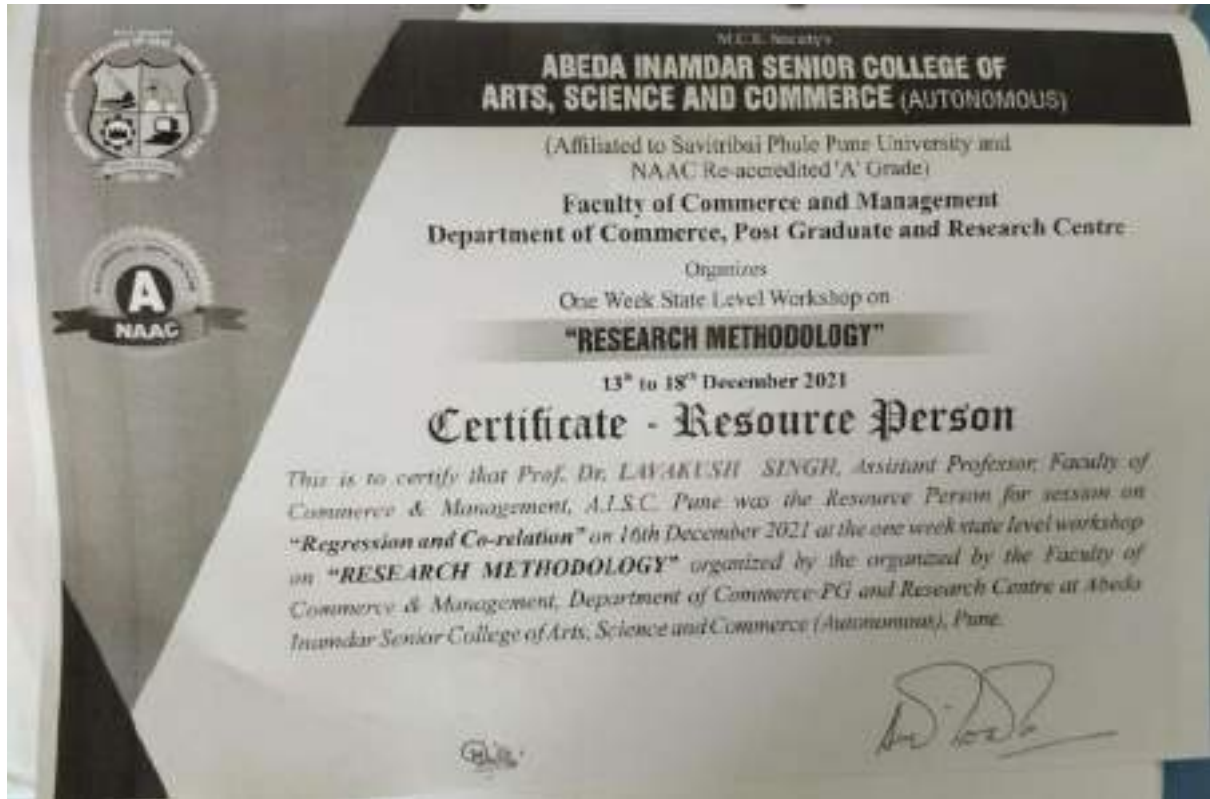 M.C.E. Society's
ABEDA INAMDAR SENIOR COLLEGE OF
ARTS, SCIENCE AND COMMERCE (AUTONOMOUS)
(Affiliated to Savitribai Phule Pune University and
NAAC Re-accredited 'A' Grade)
Faculty of Commerce and Management
Department of Commerce, Post Graduate and Research Centre
Organizes
One Week State Level Workshop on
"RESEARCH METHODOLOGY"
13th to 18th December 2021
Certificate - Resource Person
This is to certify that Prof. Dr. LAVAKUSH SINGH, Assistant Professor, Faculty of
Commerce & Management, A.I.S.C. Pune was the Resource Person for session on
"Regression and Co-relation" on 16th December 2021 at the one week state level workshop
on "RESEARCH METHODOLOGY" organized by the organized by the Faculty of
Commerce & Management, Department of Commerce-PG and Research Centre at Abeda
Inamdar Senior College of Arts, Science and Commerce (Autonomous), Pune.
A
NAAC